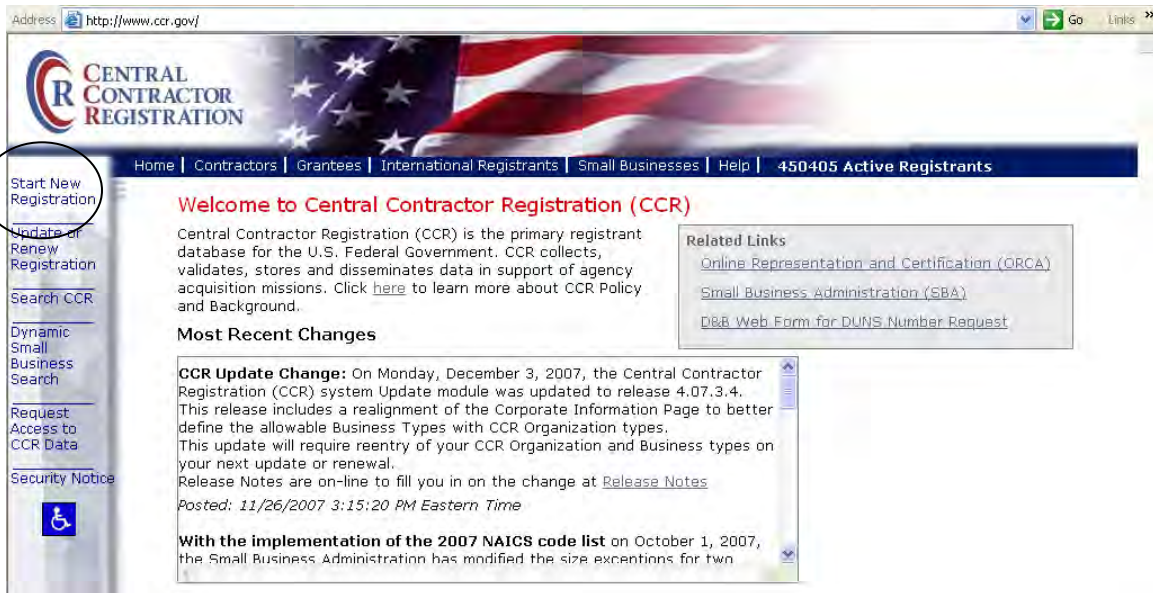 Address http://www.ccr.gov/ Go Links »
CENTRAL
CONTRACTOR
REGISTRATION
Home | Contractors | Grantees | International Registrants | Small Businesses | Help | 450405 Active Registrants
Start New
Registration
Update or
Renew
Registration
Search CCR
Dynamic
Small
Business
Search
Request
Access to
CCR Data
Security Notice
Welcome to Central Contractor Registration (CCR)
Central Contractor Registration (CCR) is the primary registrant
database for the U.S. Federal Government. CCR collects,
validates, stores and disseminates data in support of agency
acquisition missions. Click here to learn more about CCR Policy
and Background.
Related Links
Online Representation and Certification (ORCA)
Small Business Administration (SBA)
D&B Web Form for DUNS Number Request
Most Recent Changes
CCR Update Change: On Monday, December 3, 2007, the Central Contractor
Registration (CCR) system Update module was updated to release 4.07.3.4.
This release includes a realignment of the Corporate Information Page to better
define the allowable Business Types with CCR Organization types.
This update will require reentry of your CCR Organization and Business types on
your next update or renewal.
Release Notes are on-line to fill you in on the change at Release Notes
Posted: 11/26/2007 3:15:20 PM Eastern Time
With the implementation of the 2007 NAICS code list on October 1, 2007,
the Small Business Administration has modified the size exceptions for two